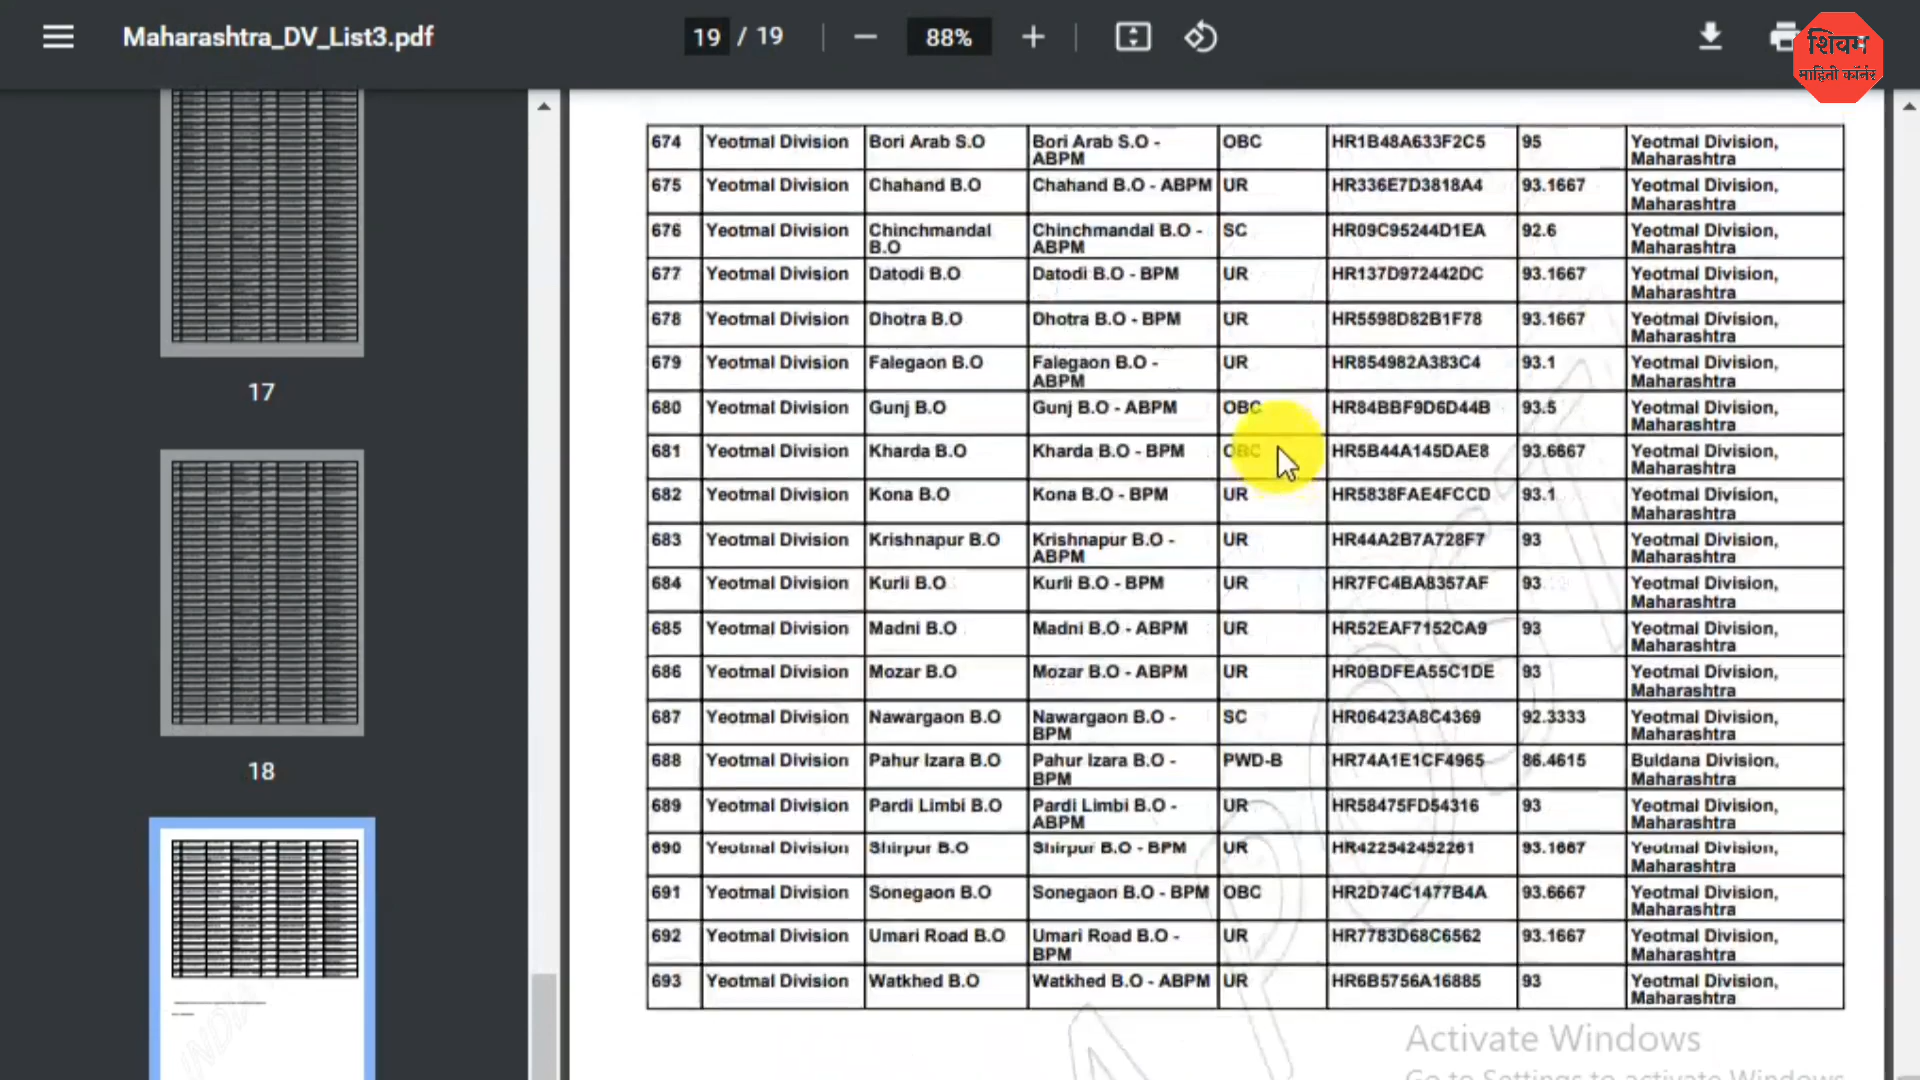 Maharashtra_DV_List3.pdf 19 / 19 88%
शिवम
माहिती कॉर्नर
17
18
674 Yeotmal Division Bori Arab S.O Bori Arab S.O - ABPM OBC HR1B48A633F2C5 95 Yeotmal Division, Maharashtra
675 Yeotmal Division Chahand B.O Chahand B.O - ABPM UR HR336E7D3818A4 93.1667 Yeotmal Division, Maharashtra
676 Yeotmal Division Chinchmandal B.O Chinchmandal B.O - ABPM SC HR09C95244D1EA 92.6 Yeotmal Division, Maharashtra
677 Yeotmal Division Datodi B.O Datodi B.O - BPM UR HR137D972442DC 93.1667 Yeotmal Division, Maharashtra
678 Yeotmal Division Dhotra B.O Dhotra B.O - BPM UR HR5598D82B1F78 93.1667 Yeotmal Division, Maharashtra
679 Yeotmal Division Falegaon B.O Falegaon B.O - ABPM UR HR854982A383C4 93.1 Yeotmal Division, Maharashtra
680 Yeotmal Division Gunj B.O Gunj B.O - ABPM OBC HR84BBF9D6D44B 93.5 Yeotmal Division, Maharashtra
681 Yeotmal Division Kharda B.O Kharda B.O - BPM OBC HR5B44A145DAE8 93.6667 Yeotmal Division, Maharashtra
682 Yeotmal Division Kona B.O Kona B.O - BPM UR HR5838FAE4FCCD 93.1 Yeotmal Division, Maharashtra
683 Yeotmal Division Krishnapur B.O Krishnapur B.O - ABPM UR HR44A2B7A728F7 93 Yeotmal Division, Maharashtra
684 Yeotmal Division Kurli B.O Kurli B.O - BPM UR HR7FC4BA8357AF 93 Yeotmal Division, Maharashtra
685 Yeotmal Division Madni B.O Madni B.O - ABPM UR HR52EAF7152CA9 93 Yeotmal Division, Maharashtra
686 Yeotmal Division Mozar B.O Mozar B.O - ABPM UR HR0BDFEA55C1DE 93 Yeotmal Division, Maharashtra
687 Yeotmal Division Nawargaon B.O Nawargaon B.O - BPM SC HR06423A8C4369 92.3333 Yeotmal Division, Maharashtra
688 Yeotmal Division Pahur Izara B.O Pahur Izara B.O - BPM PWD-B HR74A1E1CF4965 86.4615 Buldana Division, Maharashtra
689 Yeotmal Division Pardi Limbi B.O Pardi Limbi B.O - ABPM UR HR58475FD54316 93 Yeotmal Division, Maharashtra
690 Yeotmal Division Shirpur B.O Shirpur B.O - BPM UR HR422542452261 93.1667 Yeotmal Division, Maharashtra
691 Yeotmal Division Sonegaon B.O Sonegaon B.O - BPM OBC HR2D74C1477B4A 93.6667 Yeotmal Division, Maharashtra
692 Yeotmal Division Umari Road B.O Umari Road B.O - BPM UR HR7783D68C6562 93.1667 Yeotmal Division, Maharashtra
693 Yeotmal Division Watkhed B.O Watkhed B.O - ABPM UR HR6B5756A16885 93 Yeotmal Division, Maharashtra
Activate Windows
Go to Settings to activate Windows